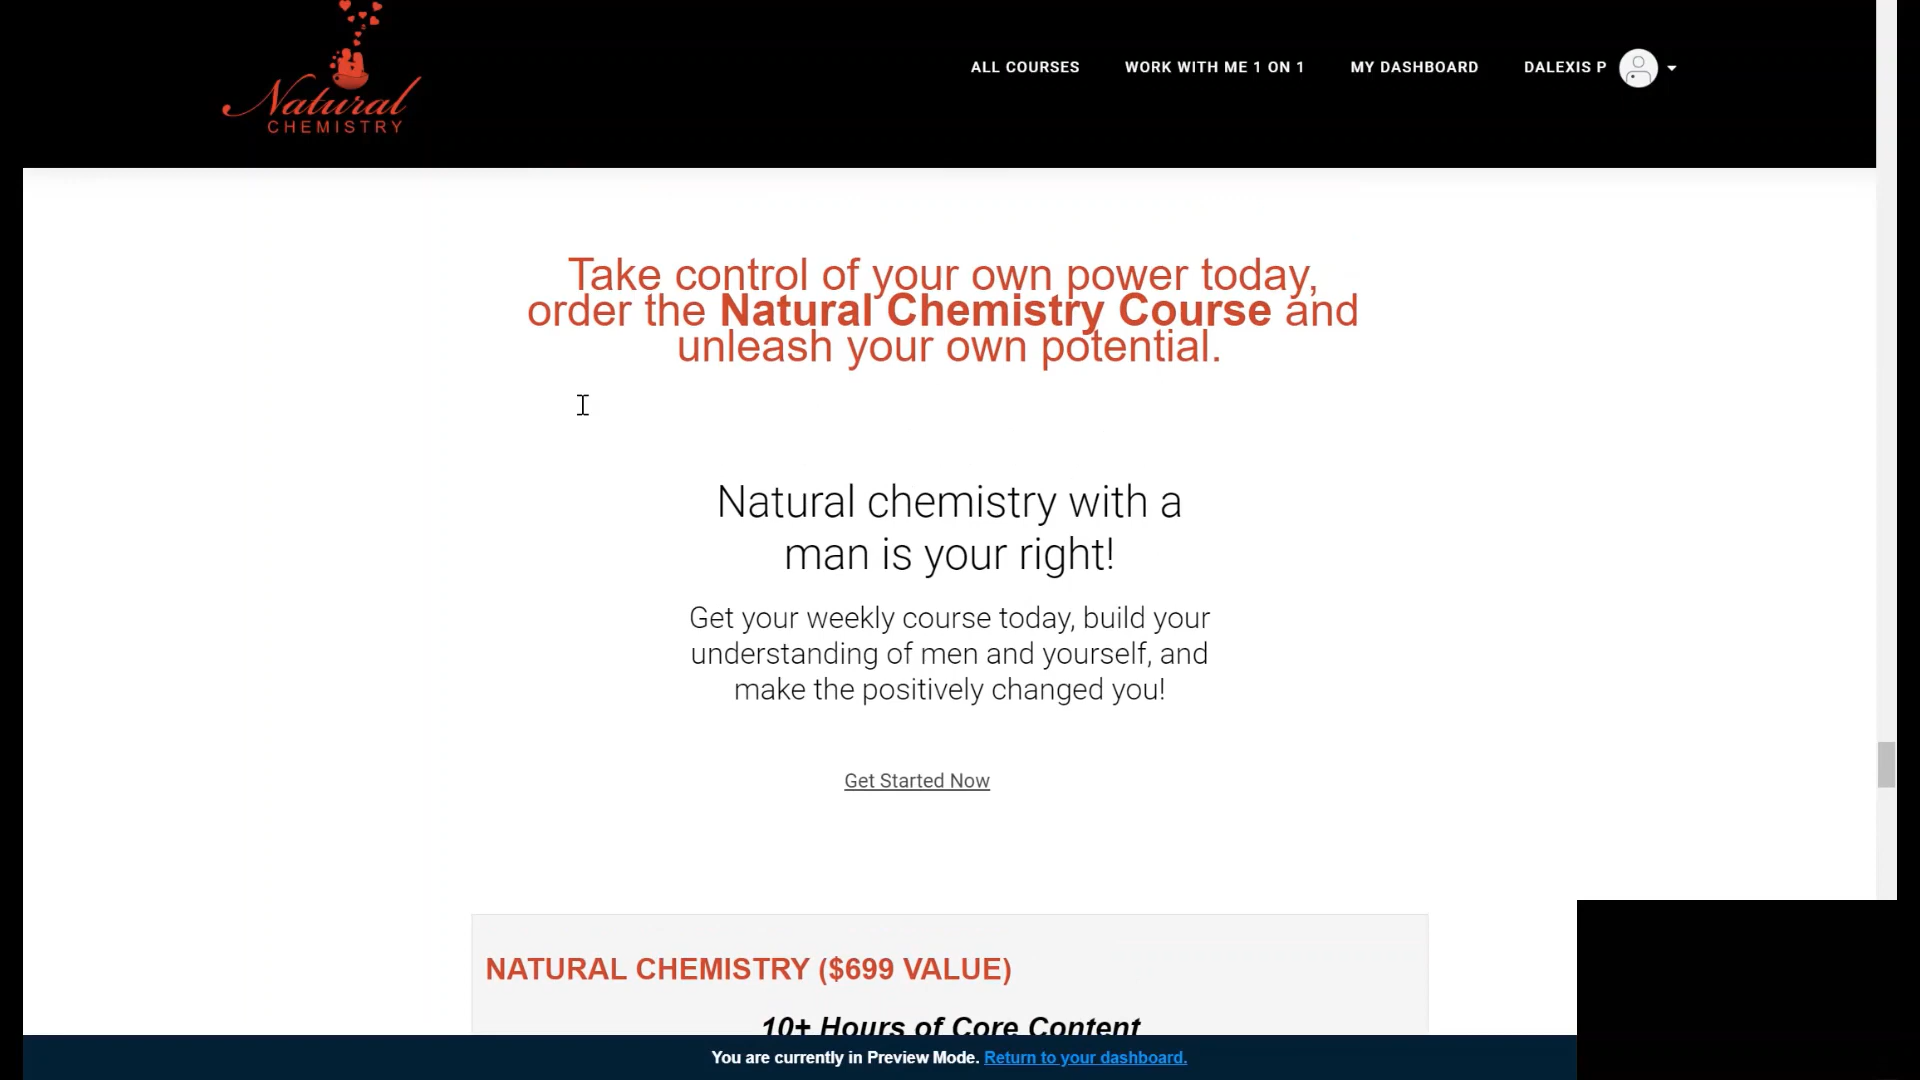 Natural
CHEMISTRY
ALL COURSES WORK WITH ME 1 ON 1 MY DASHBOARD DALEXIS P
Take control of your own power today,
order the Natural Chemistry Course and
unleash your own potential.
Natural chemistry with a
man is your right!
Get your weekly course today, build your
understanding of men and yourself, and
make the positively changed you!
Get Started Now
NATURAL CHEMISTRY ($699 VALUE)
10+ Hours of Core Content
You are currently in Preview Mode. Return to your dashboard.